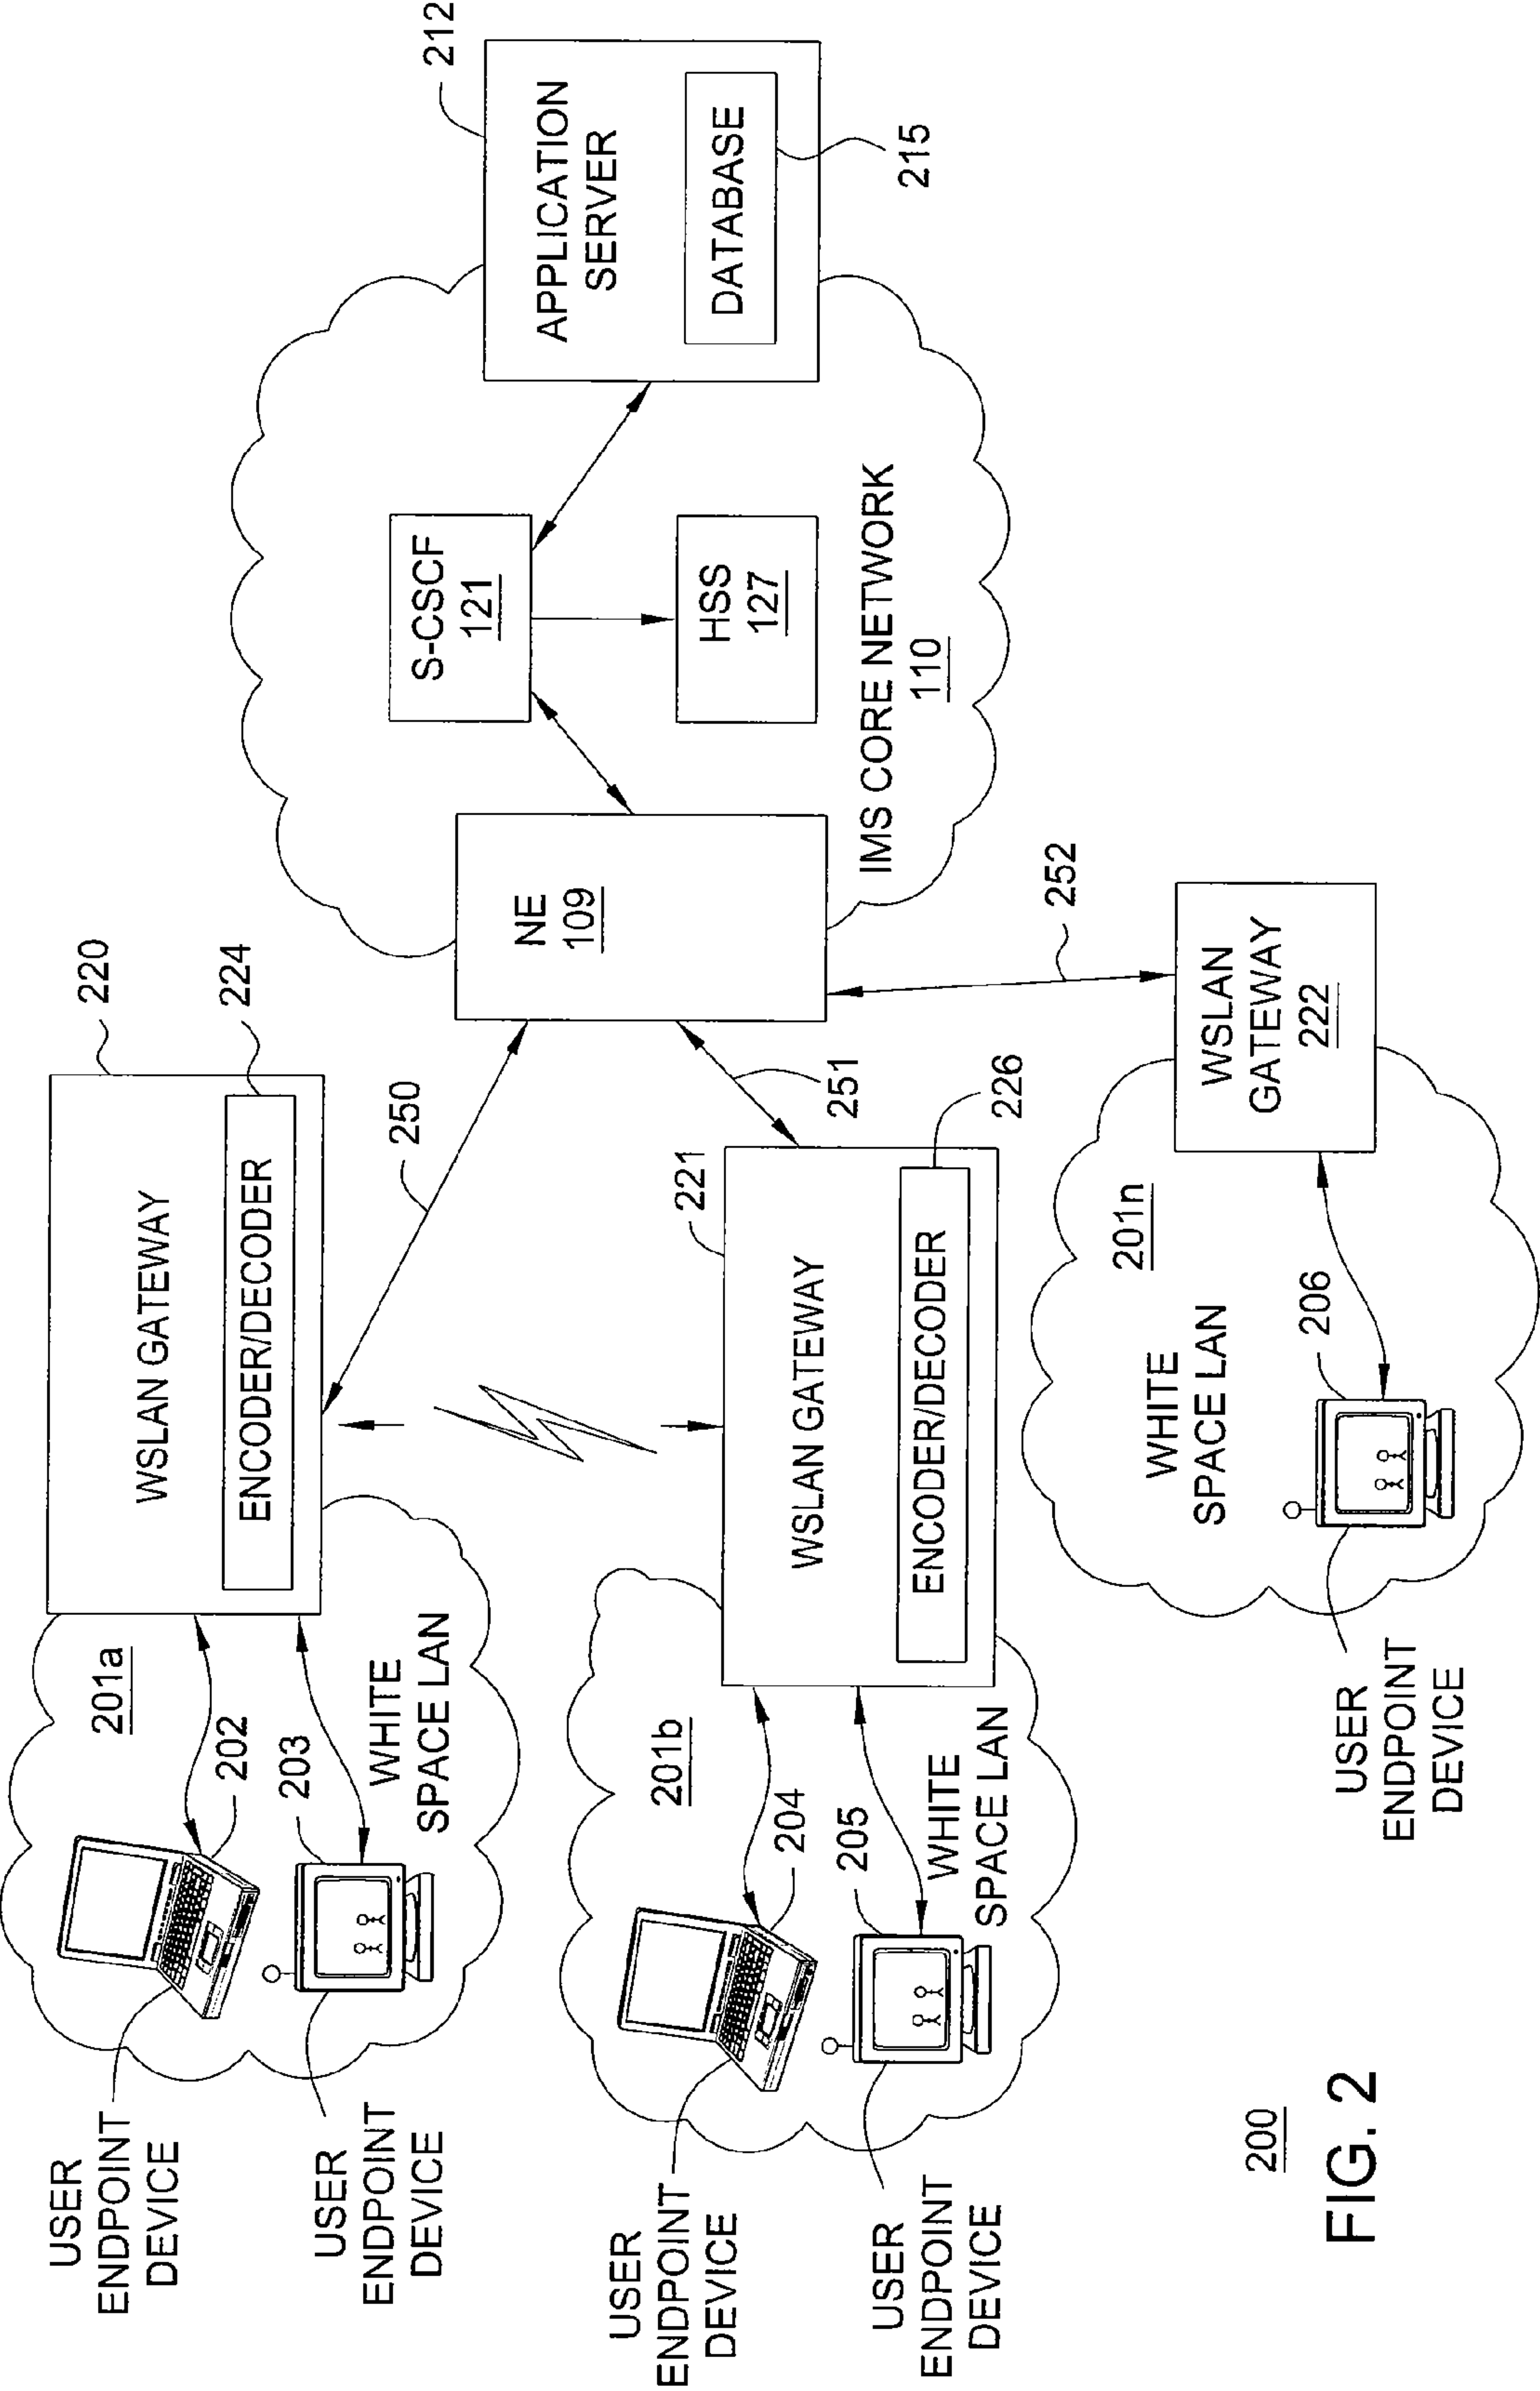 USER
ENDPOINT
DEVICE
202
201a
WSLAN GATEWAY
220
ENCODER/DECODER
224
USER
ENDPOINT
DEVICE
203
WHITE
SPACE LAN
250
USER
ENDPOINT
DEVICE
204
201b
221
WSLAN GATEWAY
ENCODER/DECODER
226
251
USER
ENDPOINT
DEVICE
205
WHITE
SPACE LAN
NE
109
S-CSCF
121
HSS
127
IMS CORE NETWORK
110
APPLICATION
SERVER
212
DATABASE
215
252
201n
WSLAN
GATEWAY
222
WHITE
SPACE LAN
206
USER
ENDPOINT
DEVICE
200
FIG. 2